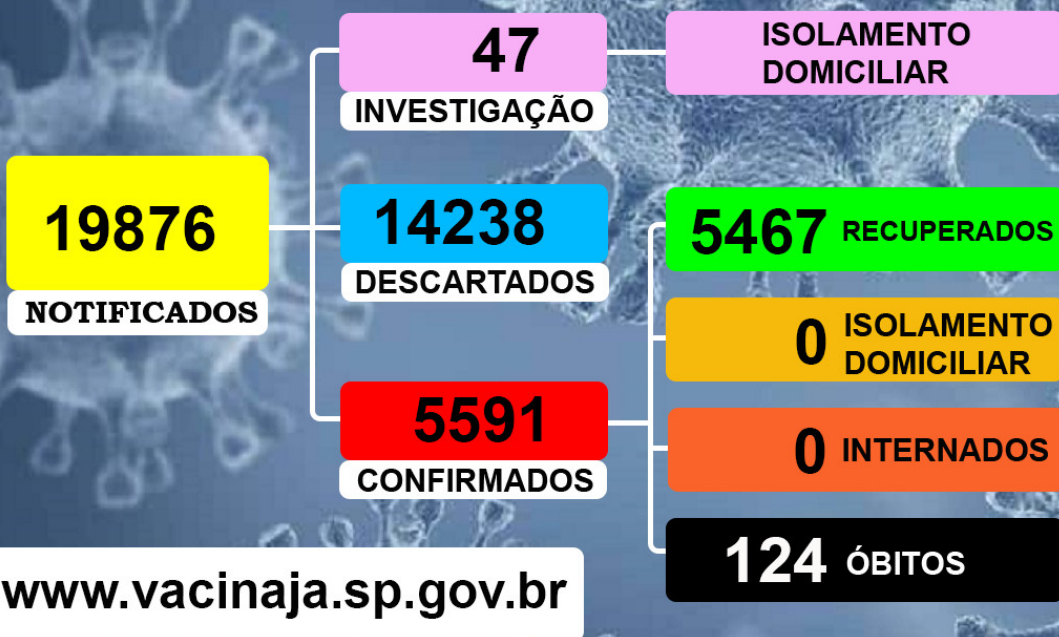 47
INVESTIGAÇÃO
ISOLAMENTO
DOMICILIAR
19876
NOTIFICADOS
14238
DESCARTADOS
5591
CONFIRMADOS
5467 RECUPERADOS
0 ISOLAMENTO
DOMICILIAR
0 INTERNADOS
124 ÓBITOS
www.vacinaja.sp.gov.br